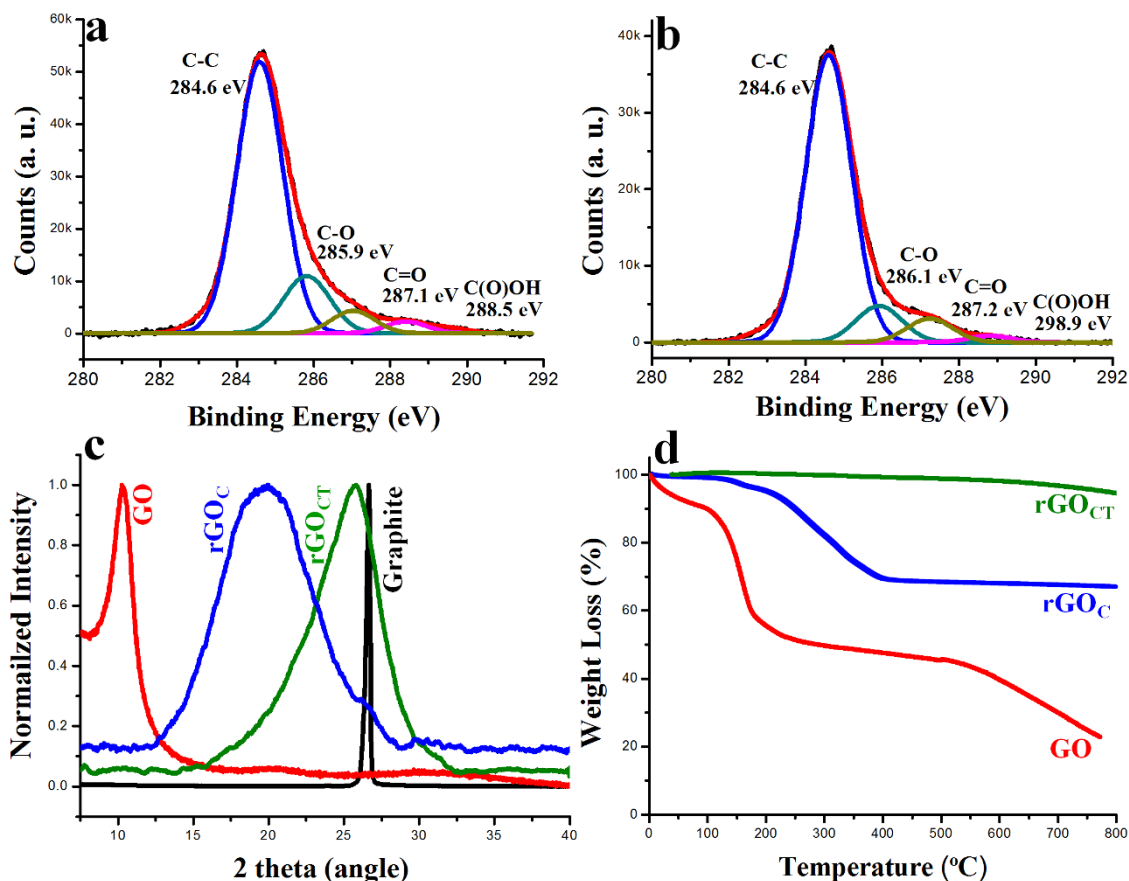 a
60k
50k
40k
30k
20k
10k
0
Counts (a. u.)
C-C
284.6 eV
C-O
285.9 eV
C=O
287.1 eV
C(O)OH
288.5 eV
280 282 284 286 288 290 292
Binding Energy (eV)
b
40k
30k
20k
10k
0
Counts (a. u.)
C-C
284.6 eV
C-O
286.1 eV
C=O
287.2 eV
C(O)OH
298.9 eV
280 282 284 286 288 290 292
Binding Energy (eV)
c
1.0
0.8
0.6
0.4
0.2
0.0
Normailzed Intensity
GO
rGOC
rGOCT
Graphite
10 15 20 25 30 35 40
2 theta (angle)
d
100
80
60
40
20
0
Weight Loss (%)
rGOCT
rGOC
GO
0 100 200 300 400 500 600 700 800
Temperature (ºC)